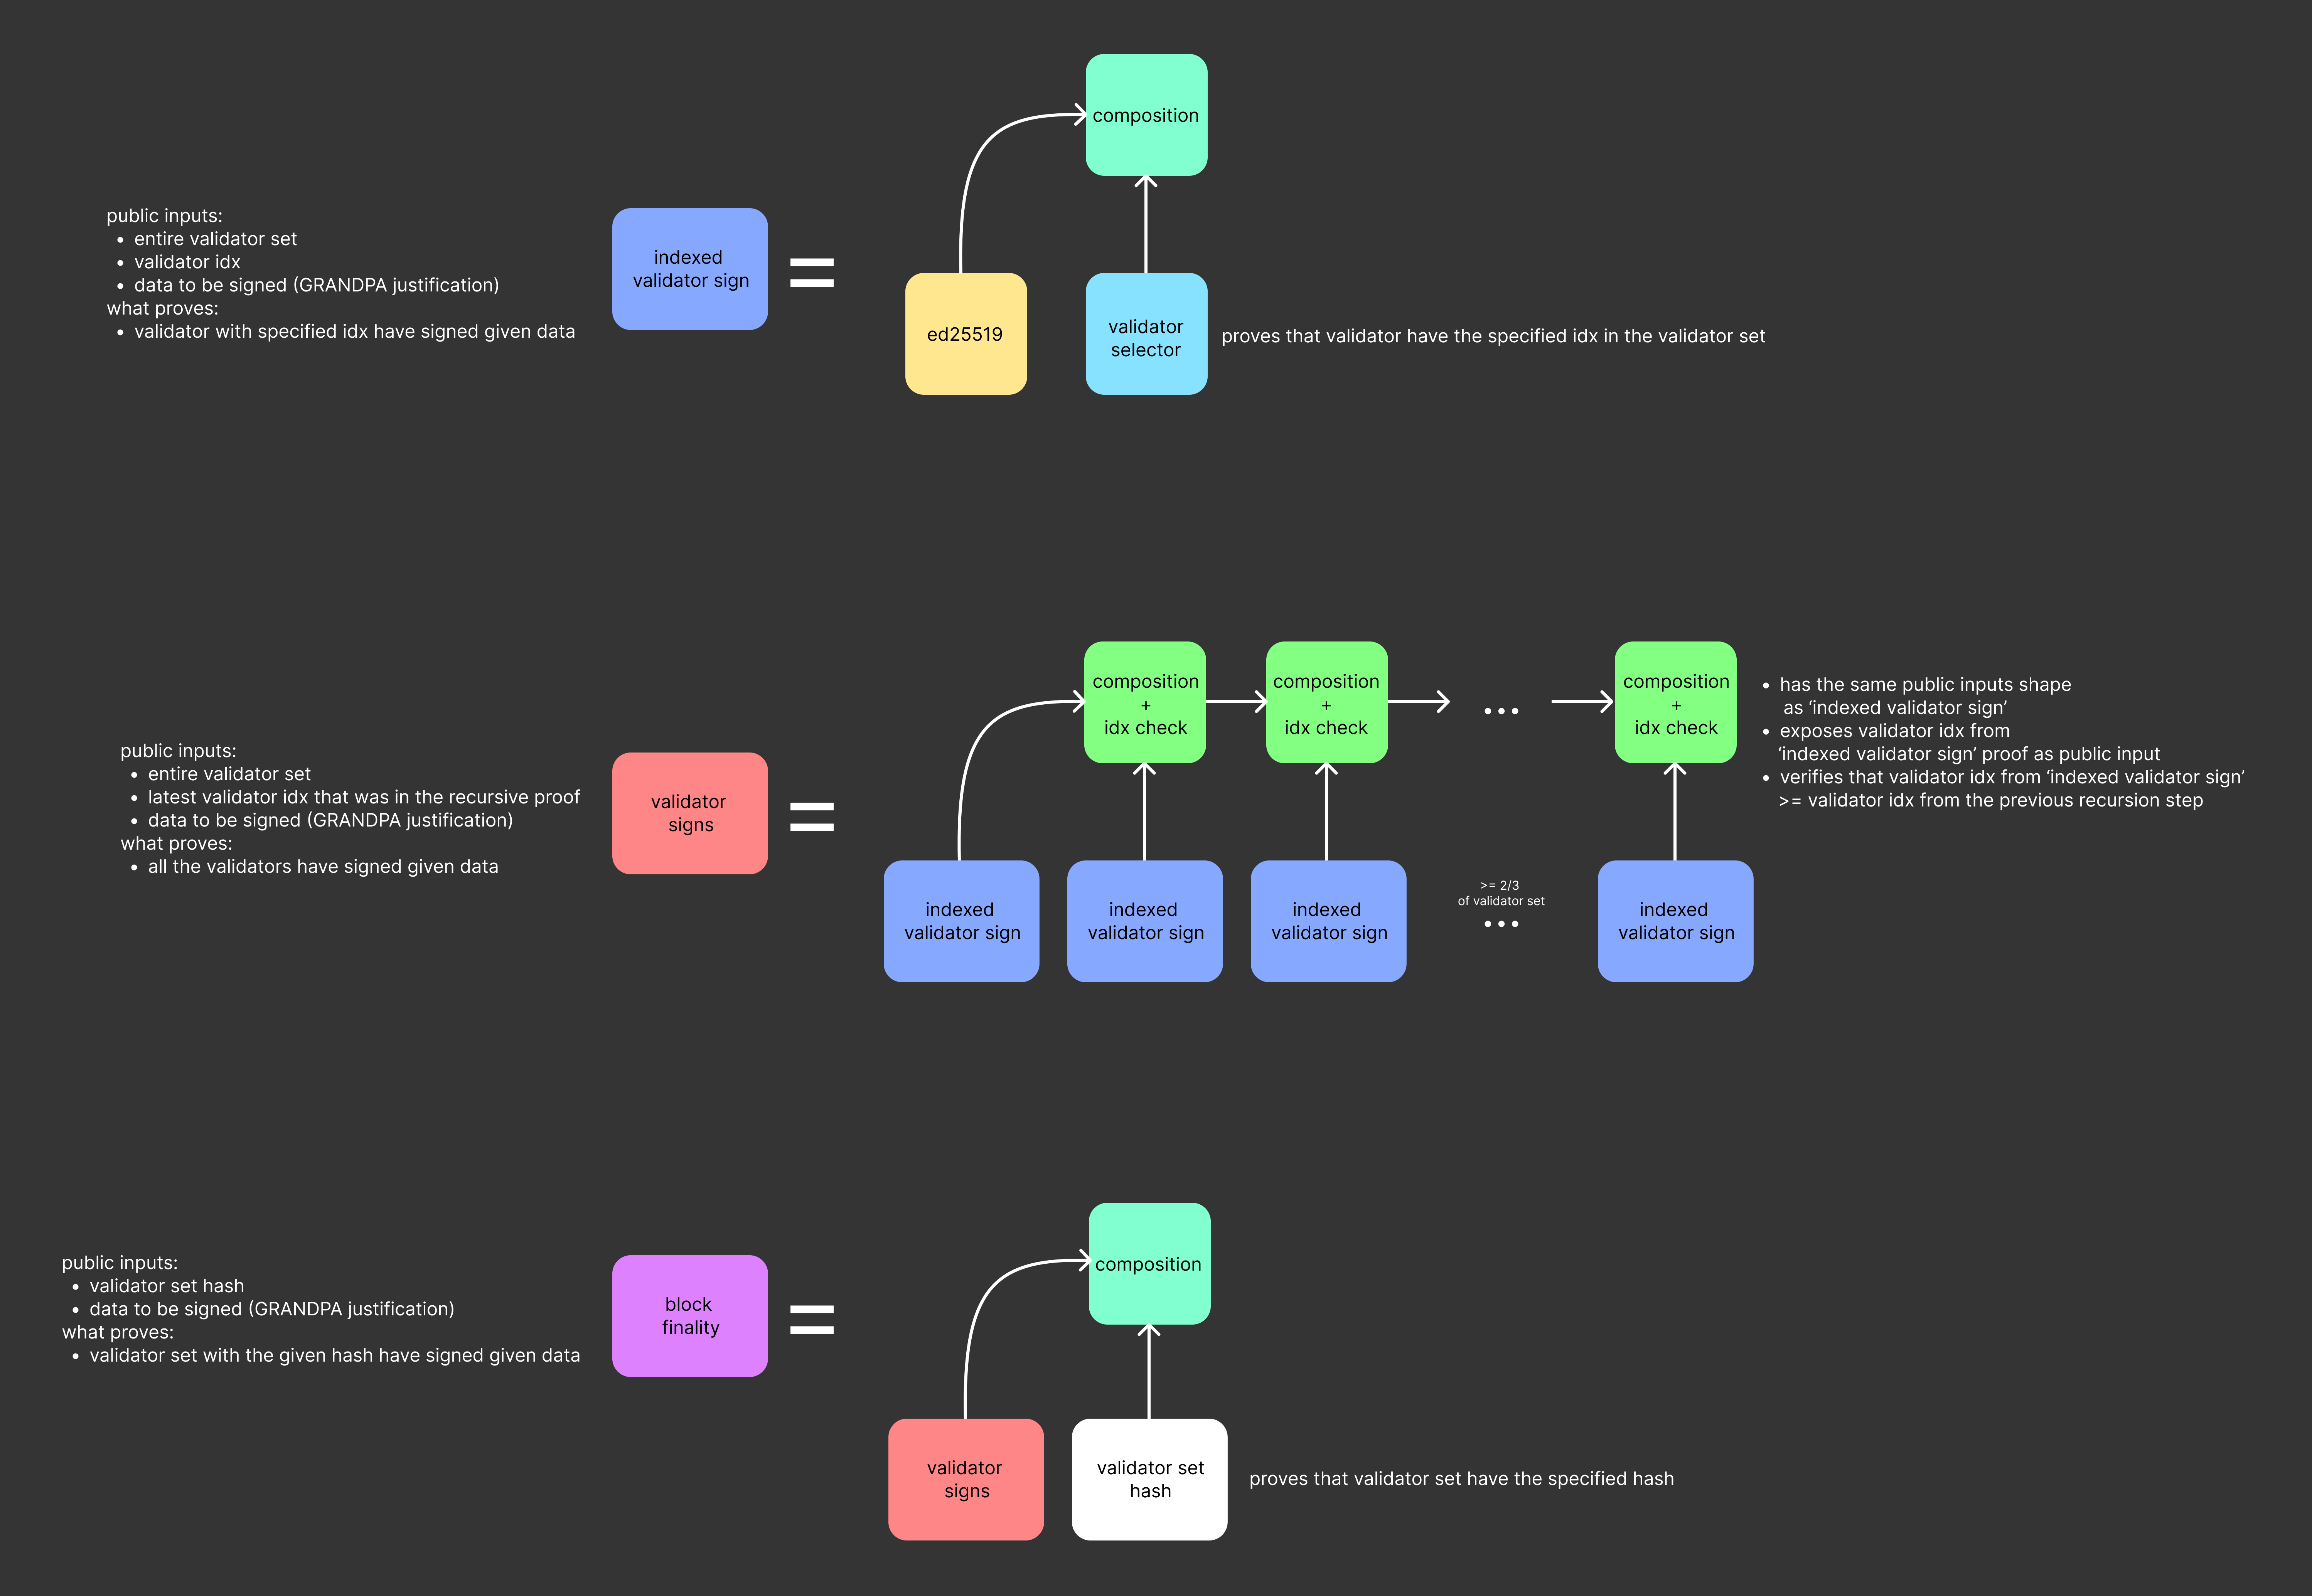 composition
public inputs:
• entire validator set
• validator idx
• data to be signed (GRANDPA justification)
what proves:
• validator with specified idx have signed given data
indexed
validator sign
=
ed25519
validator
selector
proves that validator have the specified idx in the validator set
composition
+
idx check
composition
+
idx check
...
composition
+
idx check
• has the same public inputs shape
as ‘indexed validator sign’
• exposes validator idx from
‘indexed validator sign’ proof as public input
• verifies that validator idx from ‘indexed validator sign’
>= validator idx from the previous recursion step
public inputs:
• entire validator set
• latest validator idx that was in the recursive proof
• data to be signed (GRANDPA justification)
what proves:
• all the validators have signed given data
validator
signs
=
indexed
validator sign
indexed
validator sign
indexed
validator sign
>= 2/3
of validator set
...
indexed
validator sign
composition
public inputs:
• validator set hash
• data to be signed (GRANDPA justification)
what proves:
• validator set with the given hash have signed given data
block
finality
=
validator
signs
validator set
hash
proves that validator set have the specified hash